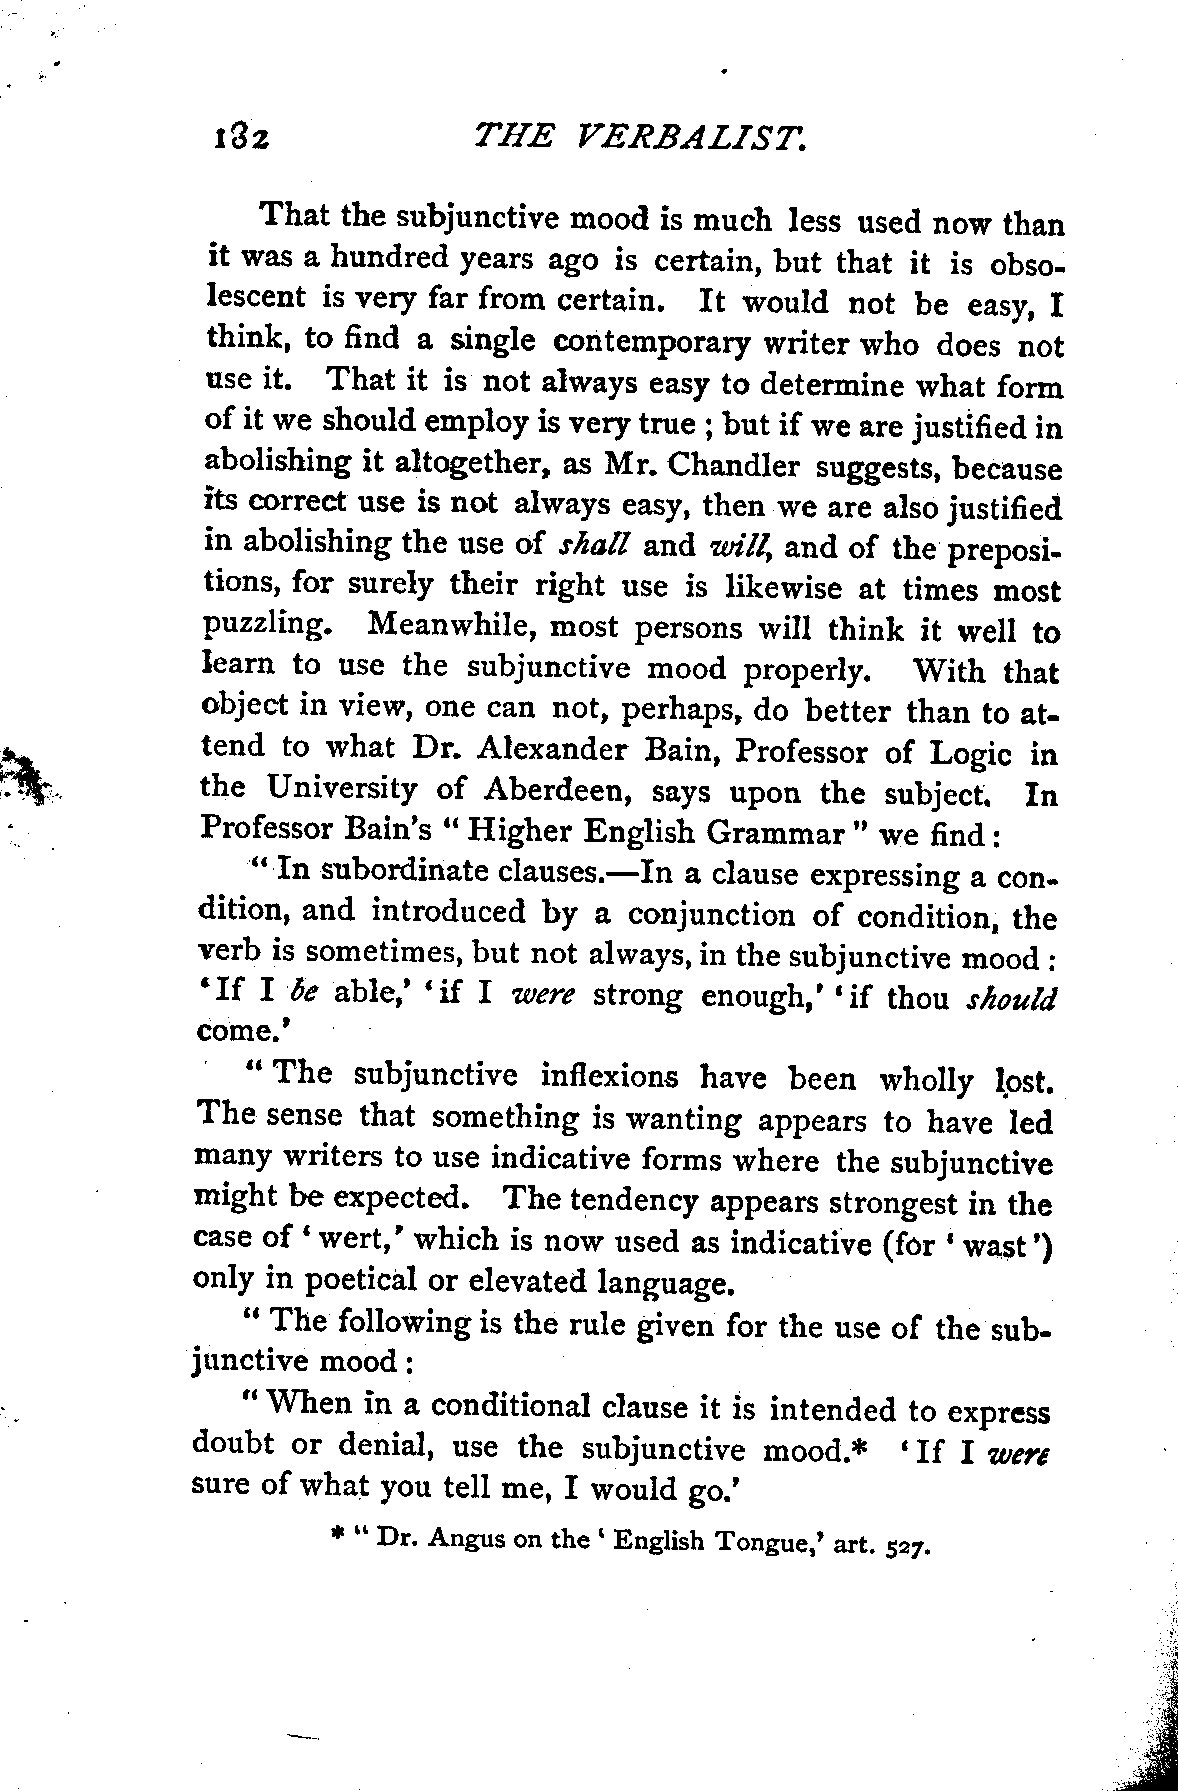 182 THE VERBALIST.
That the subjunctive mood is much less used now than
it was a hundred years ago is certain, but that it is obso-
lescent is very far from certain. It would not be easy, I
think, to find a single contemporary writer who does not
use it. That it is not always easy to determine what form
of it we should employ is very true ; but if we are justified in
abolishing it altogether, as Mr. Chandler suggests, because
its correct use is not always easy, then we are also justified
in abolishing the use of shall and will, and of the preposi-
tions, for surely their right use is likewise at times most
puzzling. Meanwhile, most persons will think it well to
learn to use the subjunctive mood properly. With that
object in view, one can not, perhaps, do better than to at-
tend to what Dr. Alexander Bain, Professor of Logic in
the University of Aberdeen, says upon the subject. In
Professor Bain's “ Higher English Grammar ” we find :
“ In subordinate clauses.—In a clause expressing a con-
dition, and introduced by a conjunction of condition, the
verb is sometimes, but not always, in the subjunctive mood :
‘If I be able,’ ‘if I were strong enough,’ ‘if thou should
come.’
“ The subjunctive inflexions have been wholly lost.
The sense that something is wanting appears to have led
many writers to use indicative forms where the subjunctive
might be expected. The tendency appears strongest in the
case of ‘ wert,’ which is now used as indicative (for ‘ wast ’)
only in poetical or elevated language.
“ The following is the rule given for the use of the sub-
junctive mood :
“ When in a conditional clause it is intended to express
doubt or denial, use the subjunctive mood.* ‘If I were
sure of what you tell me, I would go.’
* “ Dr. Angus on the ‘ English Tongue,’ art. 527.